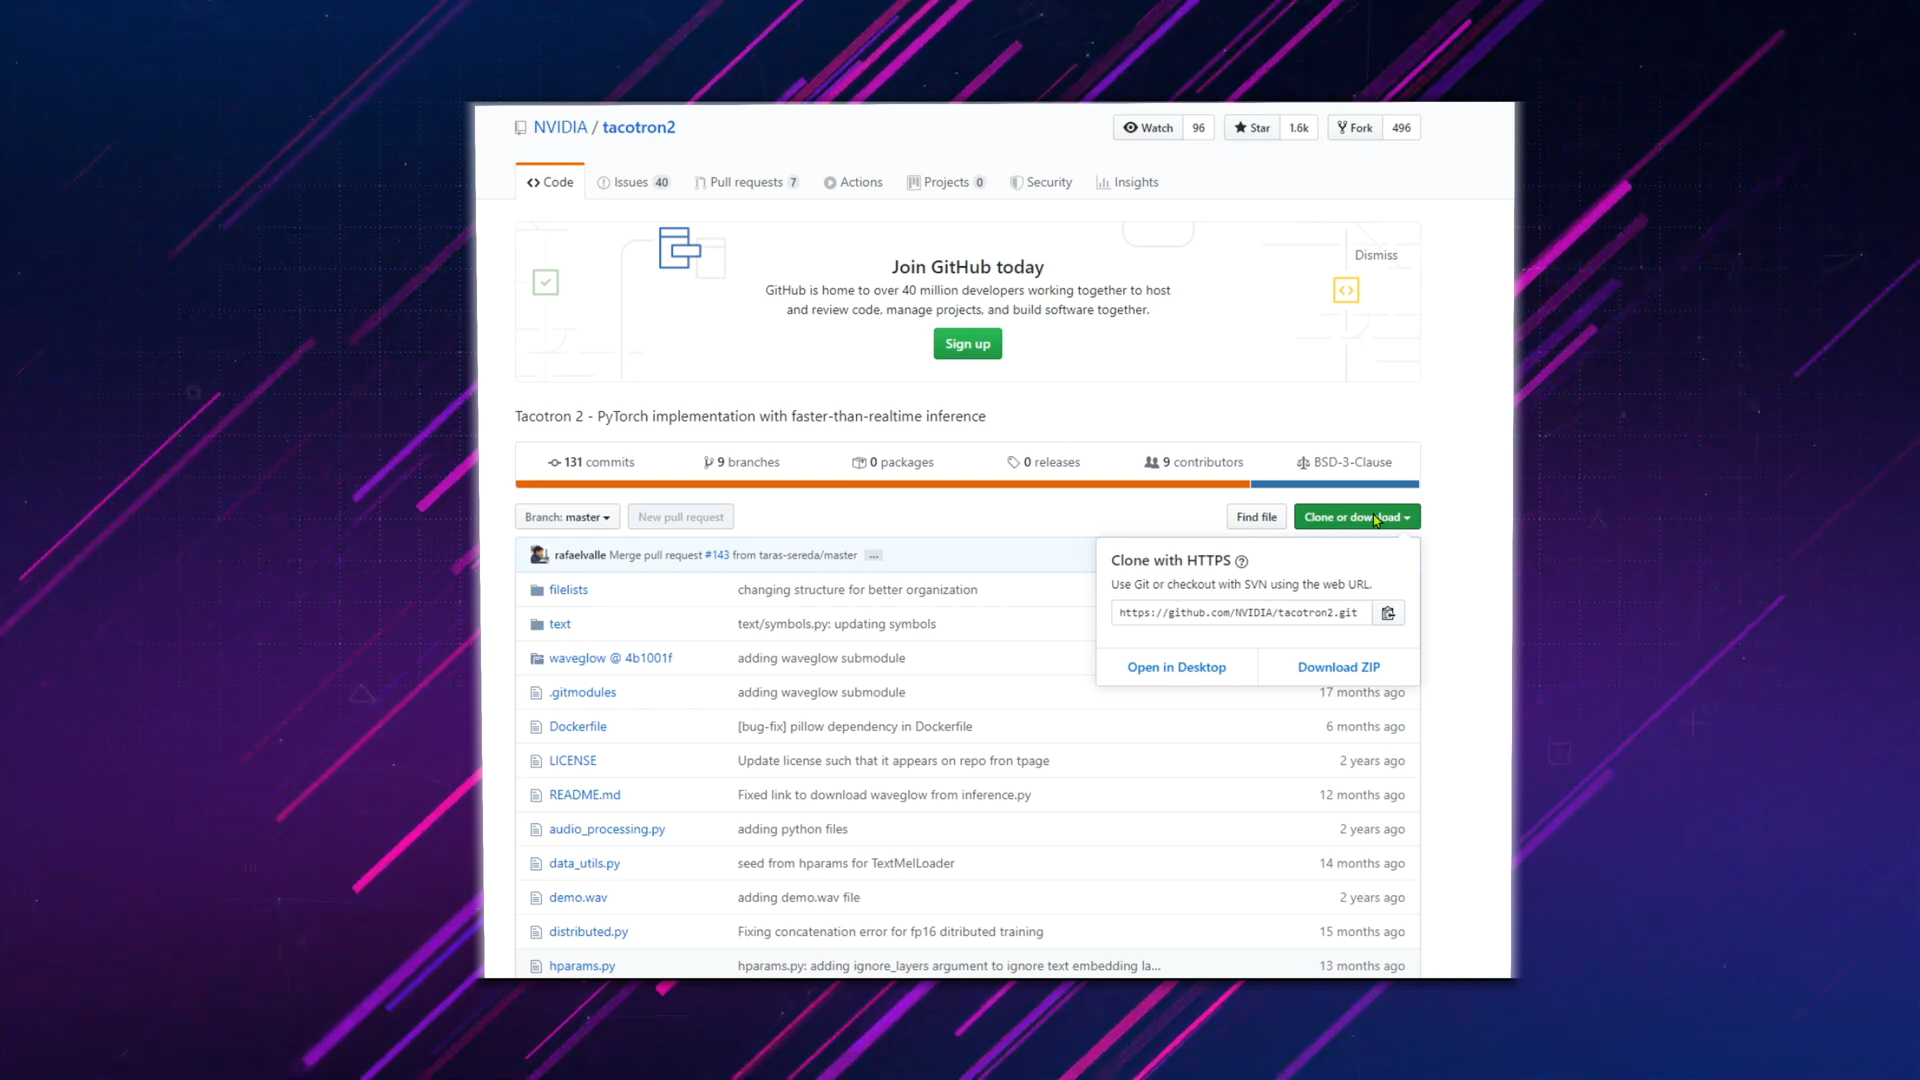 NVIDIA / tacotron2
Watch 96 Star 1.6k Fork 496
Code Issues 40 Pull requests 7 Actions Projects 0 Security Insights
Dismiss
Join GitHub today
GitHub is home to over 40 million developers working together to host
and review code, manage projects, and build software together.
Sign up
Tacotron 2 - PyTorch implementation with faster-than-realtime inference
131 commits 9 branches 0 packages 0 releases 9 contributors BSD-3-Clause
Branch: master New pull request Find file Clone or download
rafaelvalle Merge pull request #143 from taras-sereda/master ...
Clone with HTTPS
Use Git or checkout with SVN using the web URL.
https://github.com/NVIDIA/tacotron2.git
Open in Desktop Download ZIP
filelists changing structure for better organization
text text/symbols.py: updating symbols
waveglow @ 4b1001f adding waveglow submodule
.gitmodules adding waveglow submodule 17 months ago
Dockerfile [bug-fix] pillow dependency in Dockerfile 6 months ago
LICENSE Update license such that it appears on repo fron tpage 2 years ago
README.md Fixed link to download waveglow from inference.py 12 months ago
audio_processing.py adding python files 2 years ago
data_utils.py seed from hparams for TextMelLoader 14 months ago
demo.wav adding demo.wav file 2 years ago
distributed.py Fixing concatenation error for fp16 ditributed training 15 months ago
hparams.py hparams.py: adding ignore_layers argument to ignore text embedding la... 13 months ago